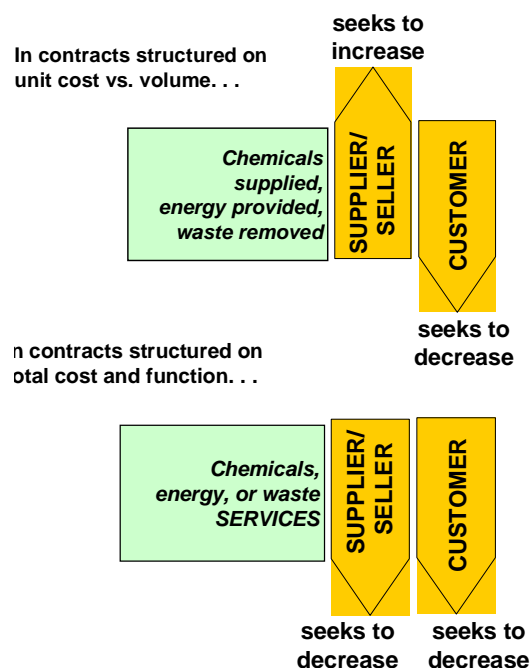 seeks to
increase
In contracts structured on
unit cost vs. volume. . .
Chemicals
supplied,
energy provided,
waste removed
SUPPLIER/
SELLER
CUSTOMER
seeks to
decrease
n contracts structured on
otal cost and function. . .
Chemicals,
energy, or waste
SERVICES
SUPPLIER/
SELLER
CUSTOMER
seeks to
decrease
seeks to
decrease